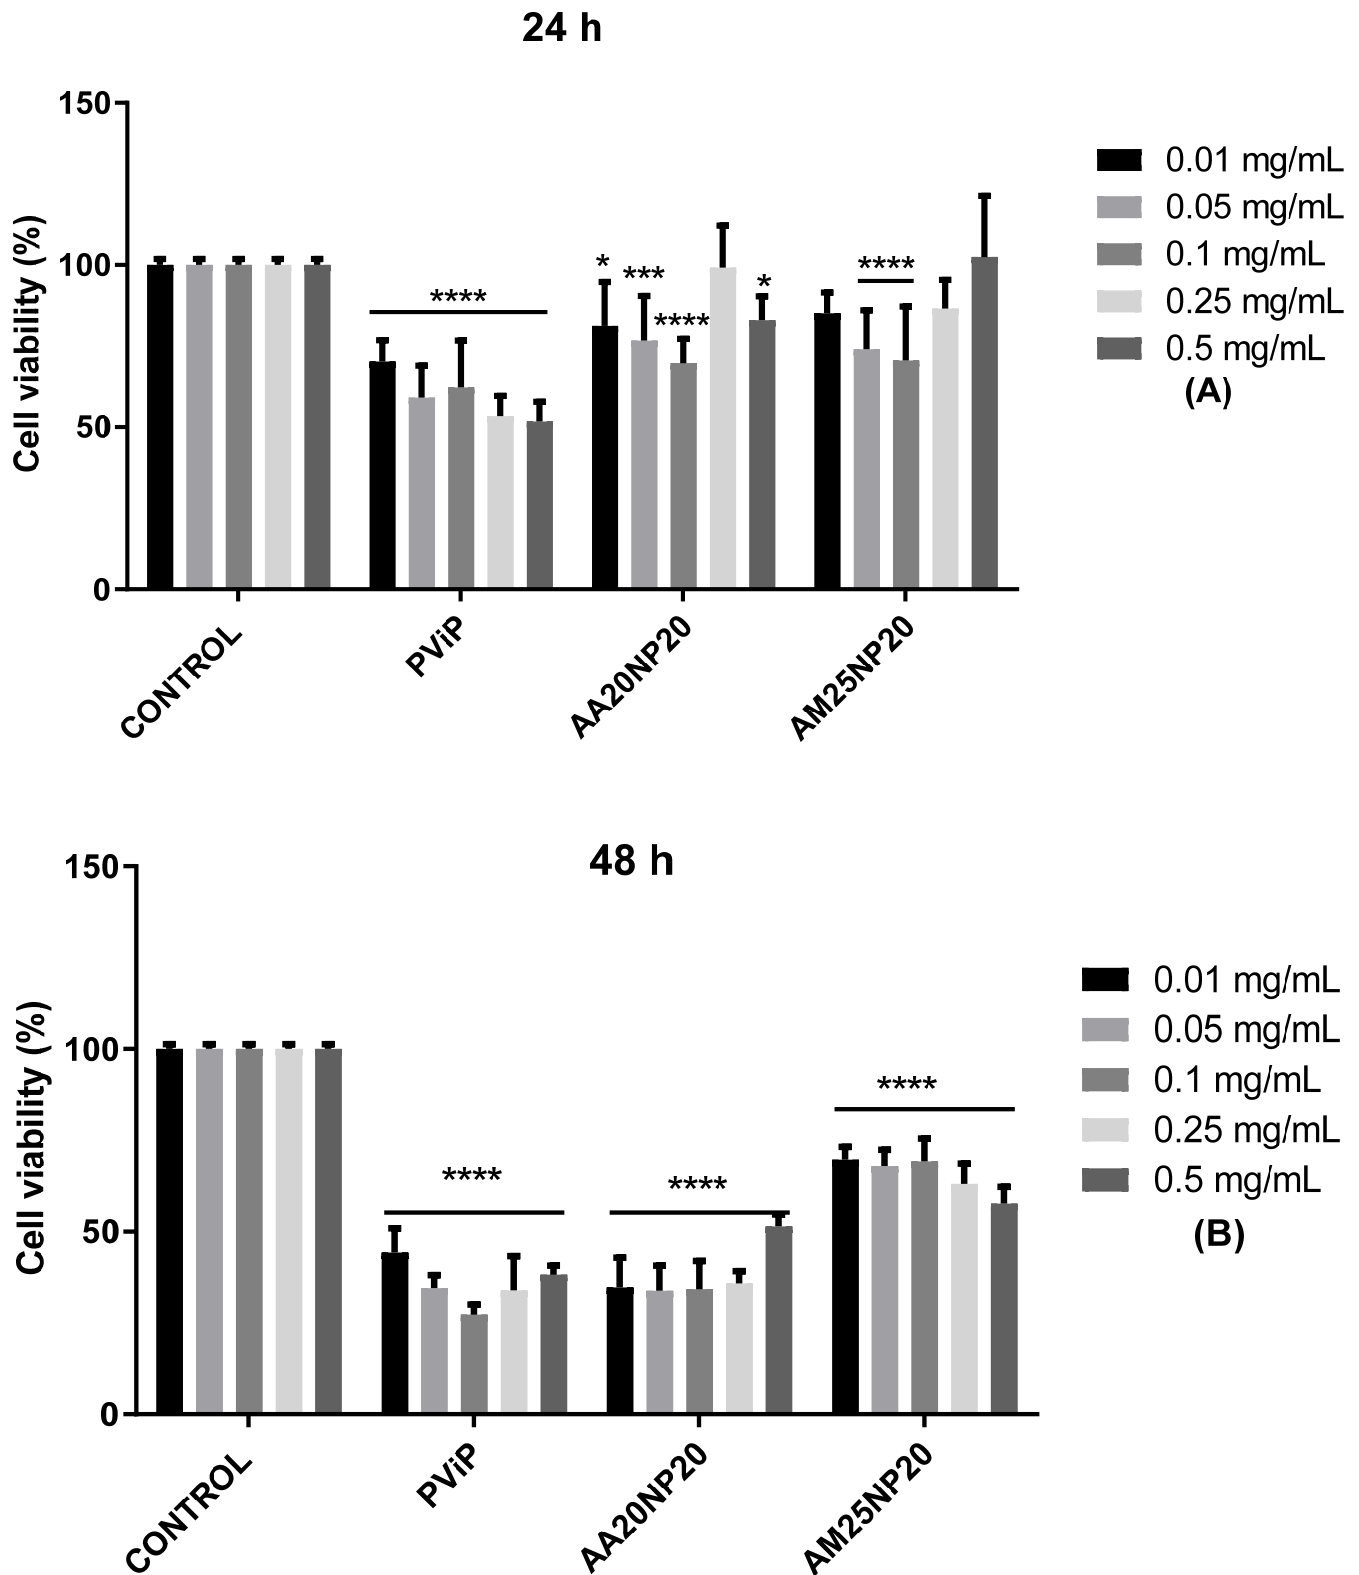 24 h
150
100
50
0
Cell viability (%)
****
*
***
****
*
****
CONTROL
PViP
AA20NP20
AM25NP20
0.01 mg/mL
0.05 mg/mL
0.1 mg/mL
0.25 mg/mL
0.5 mg/mL
(A)
48 h
150
100
50
0
Cell viability (%)
****
****
****
CONTROL
PViP
AA20NP20
AM25NP20
0.01 mg/mL
0.05 mg/mL
0.1 mg/mL
0.25 mg/mL
0.5 mg/mL
(B)